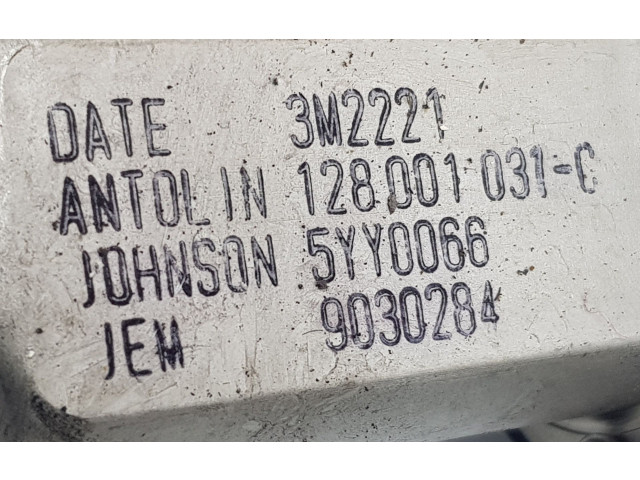 DATE 3M2221
ANTOLIN 128.001 031-C
JOHNSON 5YY0066
JEM 9030284